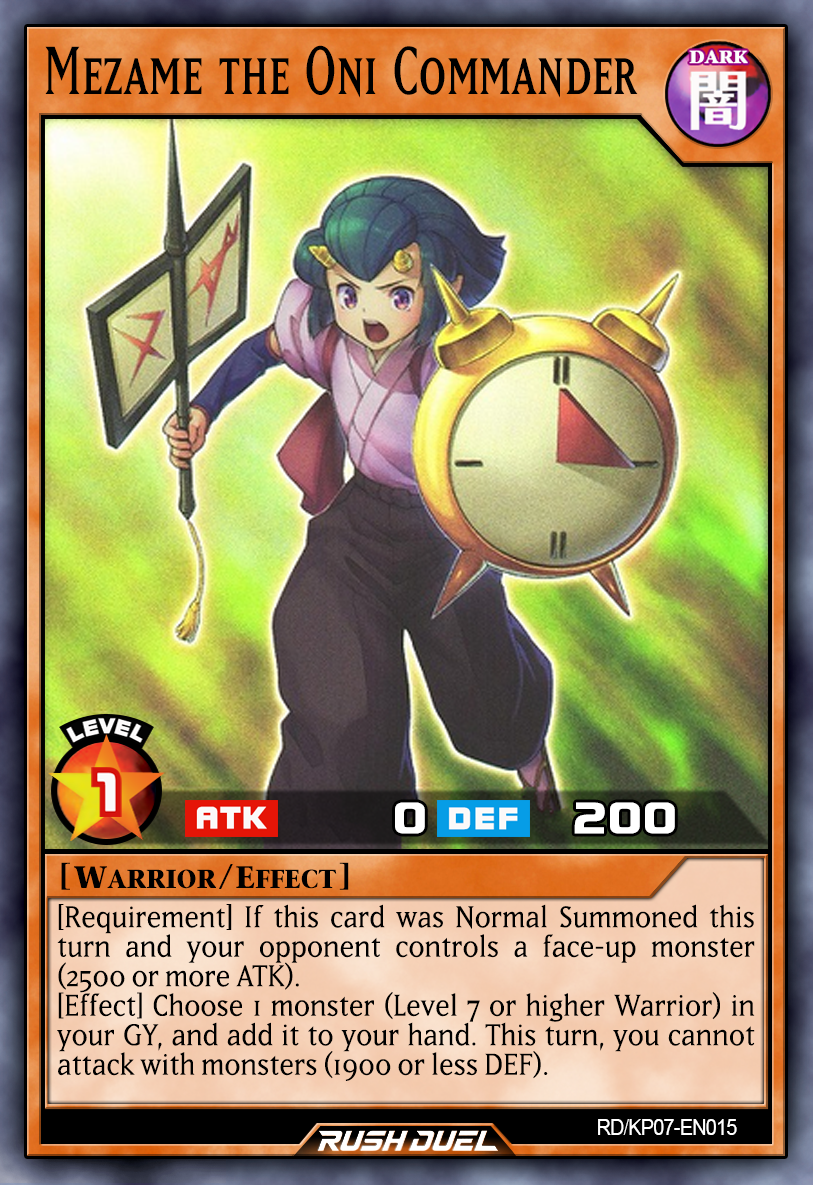 Mezame the Oni Commander
DARK
闇
LEVEL
1
ATK 0 DEF 200
[Warrior/Effect]
[Requirement] If this card was Normal Summoned this
turn and your opponent controls a face-up monster
(2500 or more ATK).
[Effect] Choose 1 monster (Level 7 or higher Warrior) in
your GY, and add it to your hand. This turn, you cannot
attack with monsters (1900 or less DEF).
RD/KP07-EN015
RUSH DUEL